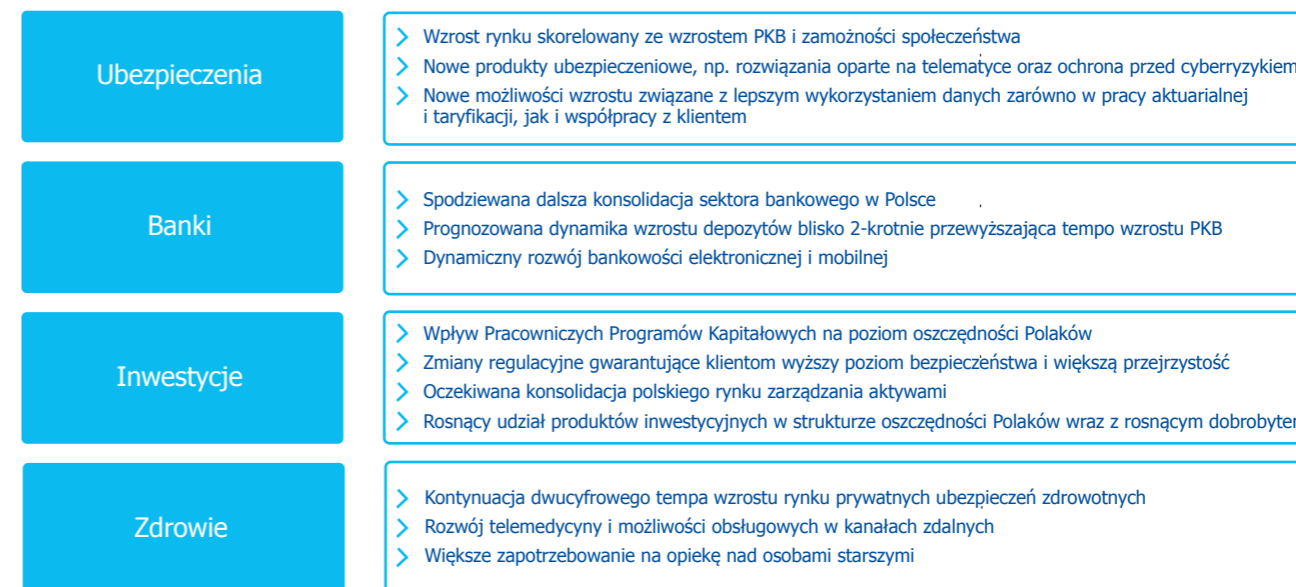 Ubezpieczenia
Wzrost rynku skorelowany ze wzrostem PKB i zamożności społeczeństwa
Nowe produkty ubezpieczeniowe, np. rozwiązania oparte na telematyce oraz ochrona przed cyberryzykiem
Nowe możliwości wzrostu związane z lepszym wykorzystaniem danych zarówno w pracy aktuarialnej
i taryfikacji, jak i współpracy z klientem
Banki
Spodziewana dalsza konsolidacja sektora bankowego w Polsce
Prognozowana dynamika wzrostu depozytów blisko 2-krotnie przewyższająca tempo wzrostu PKB
Dynamiczny rozwój bankowości elektronicznej i mobilnej
Inwestycje
Wpływ Pracowniczych Programów Kapitałowych na poziom oszczędności Polaków
Zmiany regulacyjne gwarantujące klientom wyższy poziom bezpieczeństwa i większą przejrzystość
Oczekiwana konsolidacja polskiego rynku zarządzania aktywami
Rosnący udział produktów inwestycyjnych w strukturze oszczędności Polaków wraz z rosnącym
Zdrowie
Kontynuacja dwucyfrowego tempa wzrostu rynku prywatnych ubezpieczeń zdrowotnych
Rozwój telemedycyny i możliwości obsługowych w kanałach zdalnych
Większe zapotrzebowanie na opiekę nad osobami starszymi